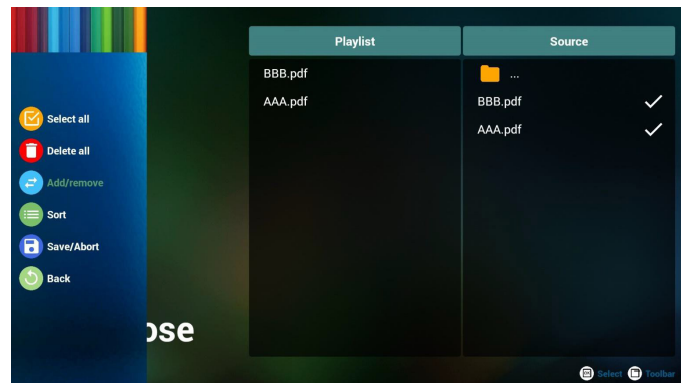 Select all
Delete all
Add/remove
Sort
Save/Abort
Back
ose
Playlist
BBB.pdf
AAA.pdf
Source
...
BBB.pdf
AAA.pdf
Select
Toolbar